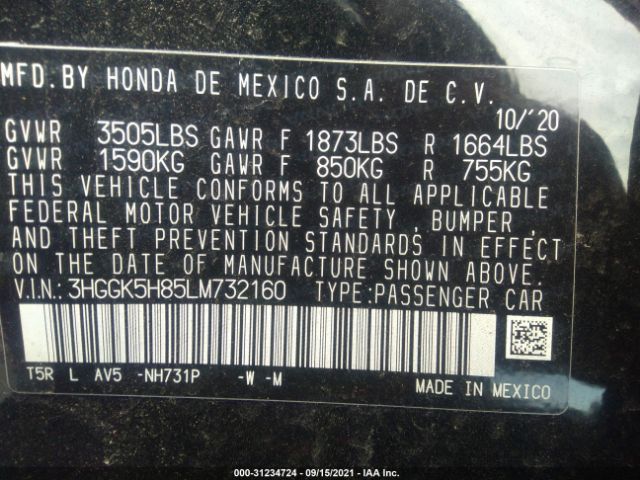 MFD. BY HONDA DE MEXICO S.A. DE C.V.
10/'20
GVWR 3505LBS GAWR F 1873LBS R 1664LBS
GVWR 1590KG GAWR F 850KG R 755KG
THIS VEHICLE CONFORMS TO ALL APPLICABLE
FEDERAL MOTOR VEHICLE SAFETY, BUMPER,
AND THEFT PREVENTION STANDARDS IN EFFECT
ON THE DATE OF MANUFACTURE SHOWN ABOVE.
V.I.N.: 3HGGK5H85LM732160 TYPE:PASSENGER CAR
T5R L AV5 -NH731P -W -M
MADE IN MEXICO
000-31234724 - 09/15/2021 - IAA Inc.